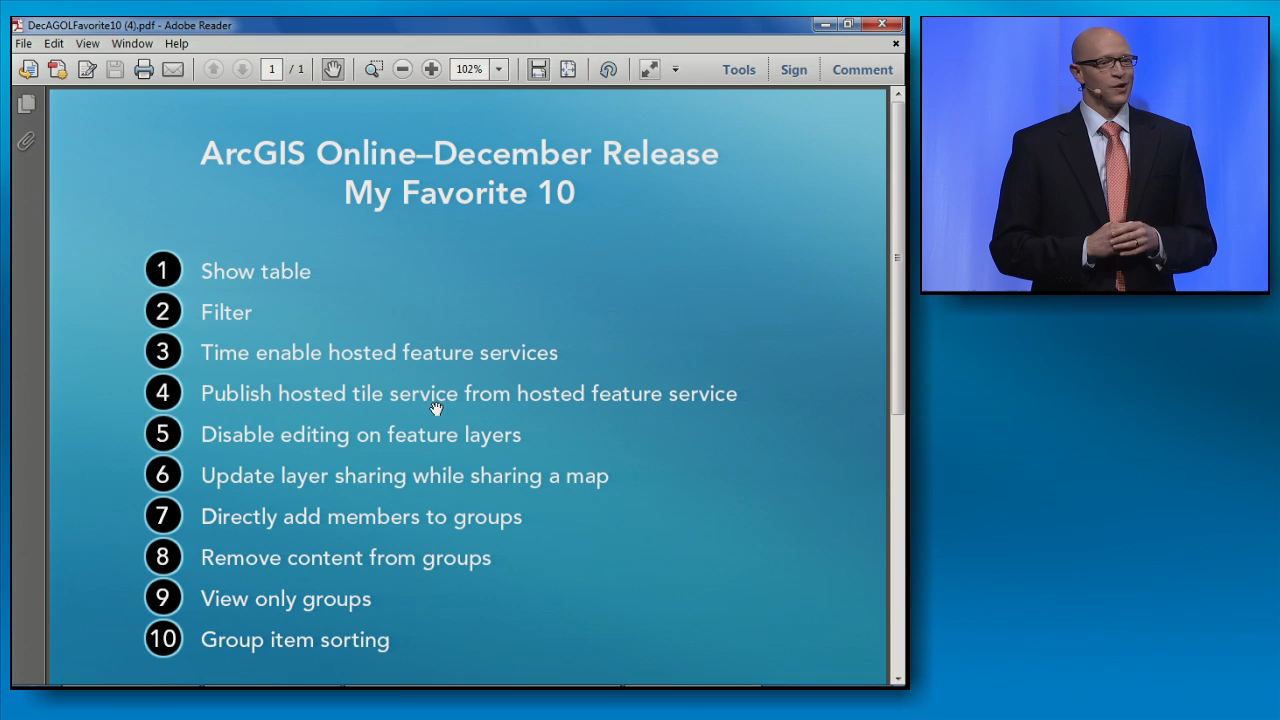 DecAGOLFavorite10 (4).pdf - Adobe Reader
File Edit View Window Help
1 / 1 102% Tools Sign Comment
ArcGIS Online–December Release
My Favorite 10
1 Show table
2 Filter
3 Time enable hosted feature services
4 Publish hosted tile service from hosted feature service
5 Disable editing on feature layers
6 Update layer sharing while sharing a map
7 Directly add members to groups
8 Remove content from groups
9 View only groups
10 Group item sorting